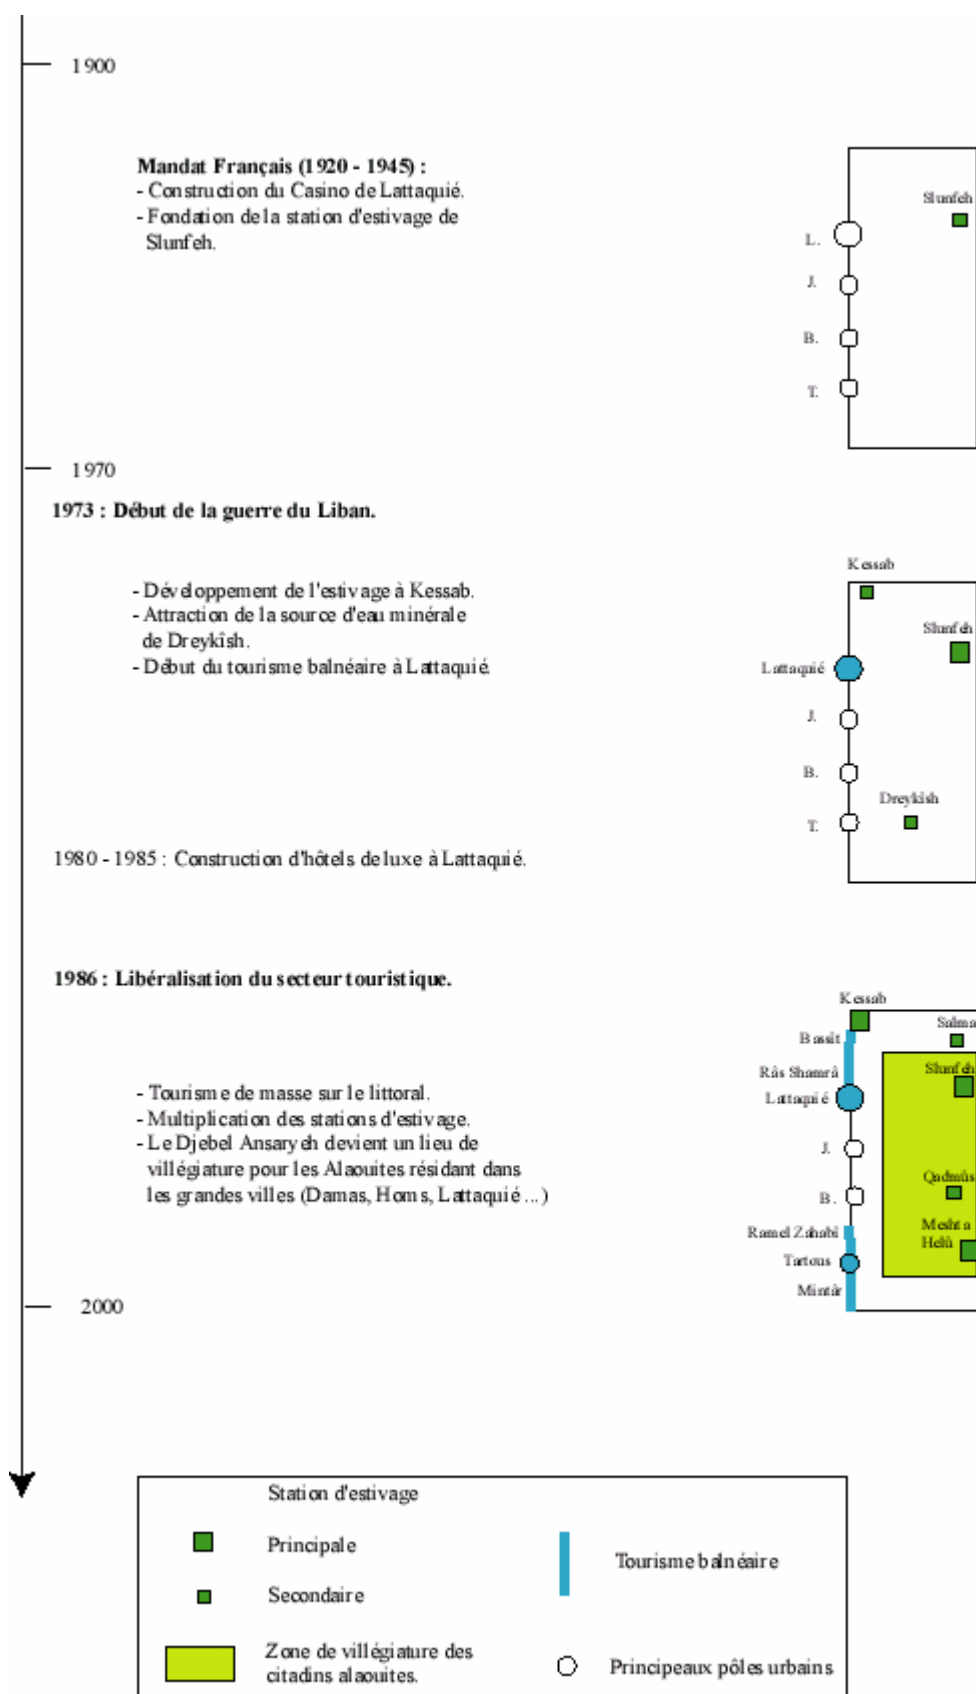 1900
Mandat Français (1920 - 1945) :
- Construction du Casino de Lattaquié.
- Fondation de la station d'estivage de
Slunfeh.
Slunfeh
L.
J.
B.
T.
1970
1973 : Début de la guerre du Liban.
- Développement de l'estivage à Kessab.
- Attraction de la source d'eau minérale
de Dreykîsh.
- Début du tourisme balnéaire à Lattaquié
Kessab
Slunfeh
Lattaquié
J.
B.
Dreykîsh
T.
1980 - 1985 : Construction d'hôtels de luxe à Lattaquié.
1986 : Libéralisation du secteur touristique.
- Tourisme de masse sur le littoral.
- Multiplication des stations d'estivage.
- Le Djebel Ansaryeh devient un lieu de
villégiature pour les Alaouites résidant dans
les grandes villes (Damas, Homs, Lattaquié ...)
Kessab
Salma
Bassit
Râs Shamrâ
Slunfeh
Lattaquié
J.
Qadmûs
B.
Meshta
Helû
Ramel Zahabî
Tartous
Mintâr
2000
Station d'estivage
Principale
Secondaire
Zone de villégiature des
citadins alaouites.
Tourisme balnéaire
Principeaux pôles urbains